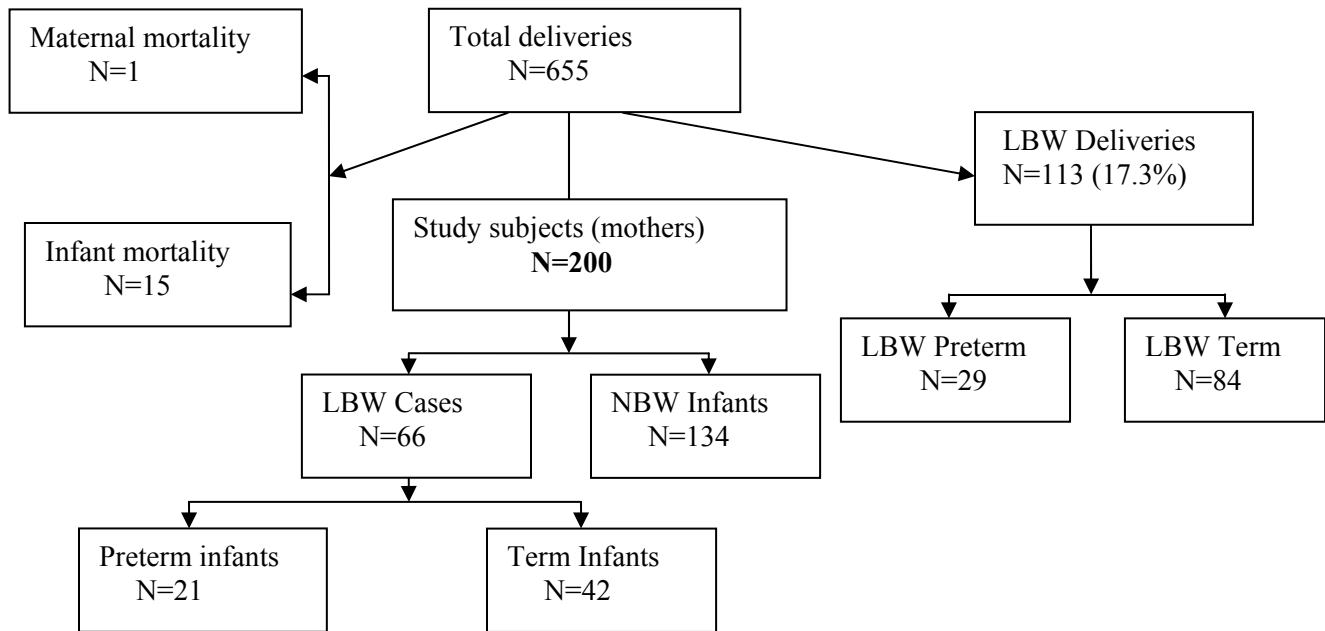 Maternal mortality
N=1
Total deliveries
N=655
LBW Deliveries
N=113 (17.3%)
Study subjects (mothers)
N=200
Infant mortality
N=15
LBW Preterm
N=29
LBW Term
N=84
LBW Cases
N=66
NBW Infants
N=134
Preterm infants
N=21
Term Infants
N=42